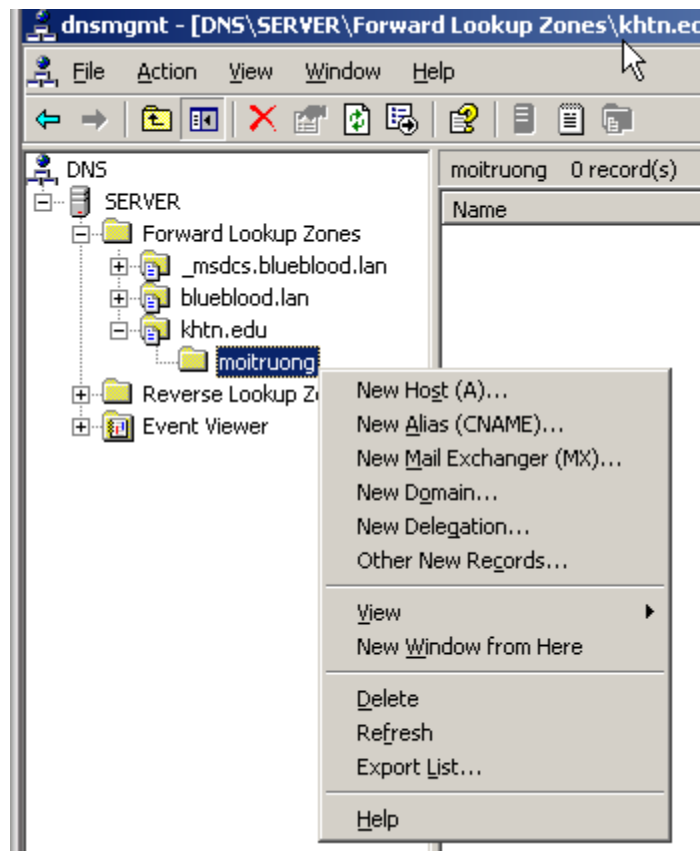 dnsmgmt - [DNS\SERVER\Forward Lookup Zones\khtn.ed
File Action View Window Help
DNS
SERVER
Forward Lookup Zones
_msdcs.blueblood.lan
blueblood.lan
khtn.edu
moitruong
Reverse Lookup Z
Event Viewer
moitruong 0 record(s)
Name
New Host (A)...
New Alias (CNAME)...
New Mail Exchanger (MX)...
New Domain...
New Delegation...
Other New Records...
View
New Window from Here
Delete
Refresh
Export List...
Help